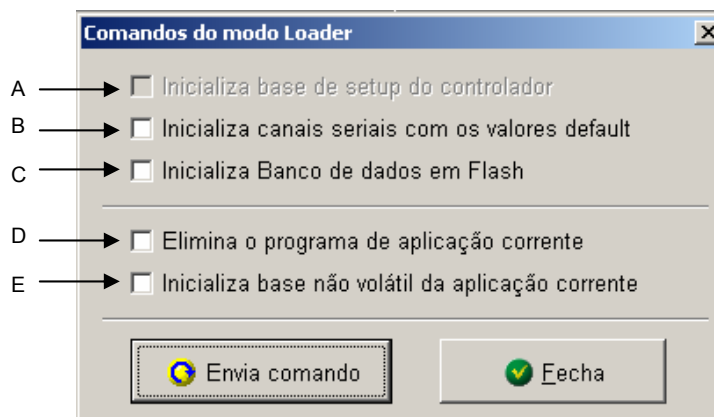 Comandos do modo Loader
A Inicializa base de setup do controlador
B Inicializa canais seriais com os valores default
C Inicializa Banco de dados em Flash
D Elimina o programa de aplicação corrente
E Inicializa base não volátil da aplicação corrente
Envia comando Fecha